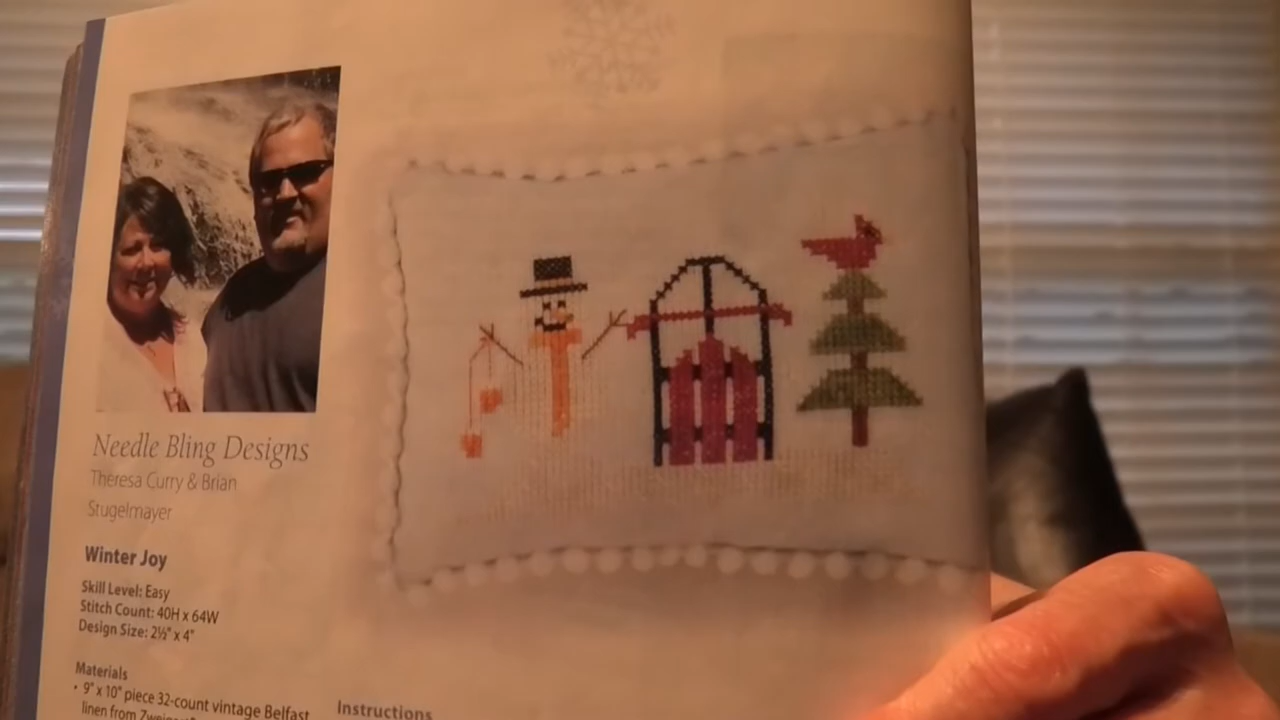 Needle Bling Designs
Theresa Curry & Brian
Stugelmayer
Winter Joy
Skill Level: Easy
Stitch Count: 40H x 64W
Design Size: 2½" x 4"
Materials
• 9" x 10" piece 32-count vintage Belfast
linen from
Instructions